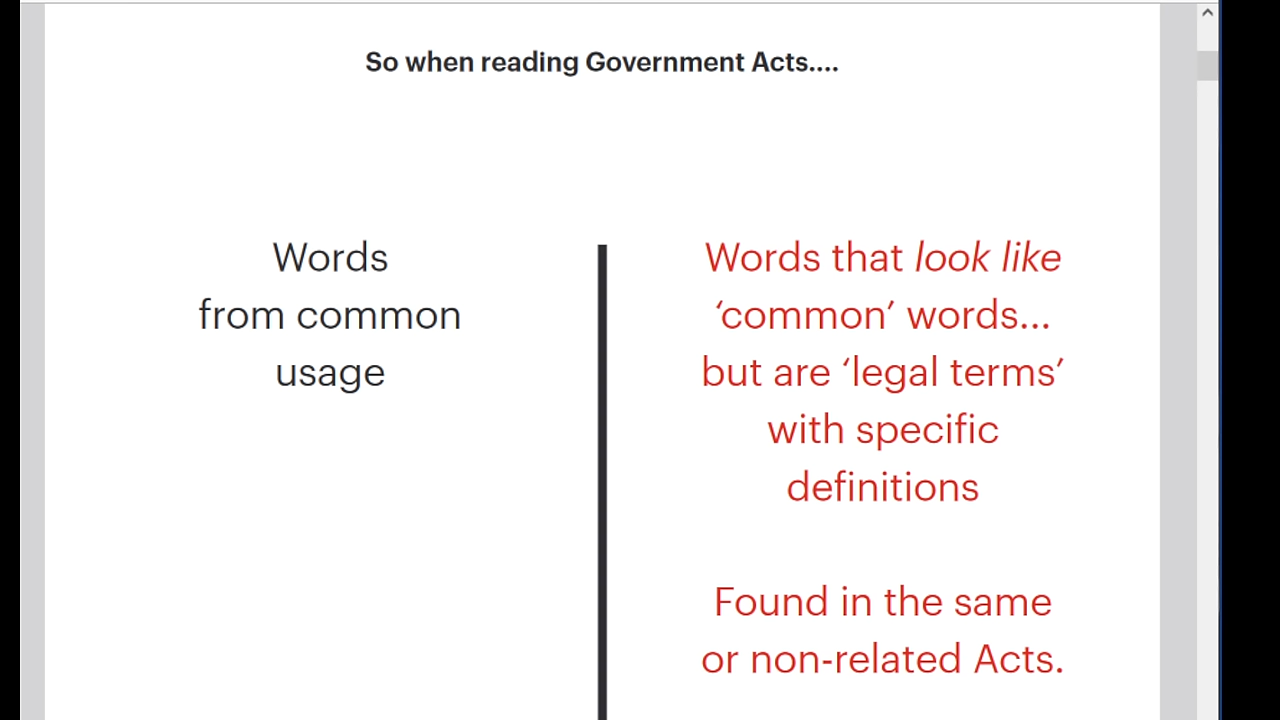 So when reading Government Acts....
Words
from common
usage
Words that look like
‘common’ words...
but are ‘legal terms’
with specific
definitions
Found in the same
or non-related Acts.